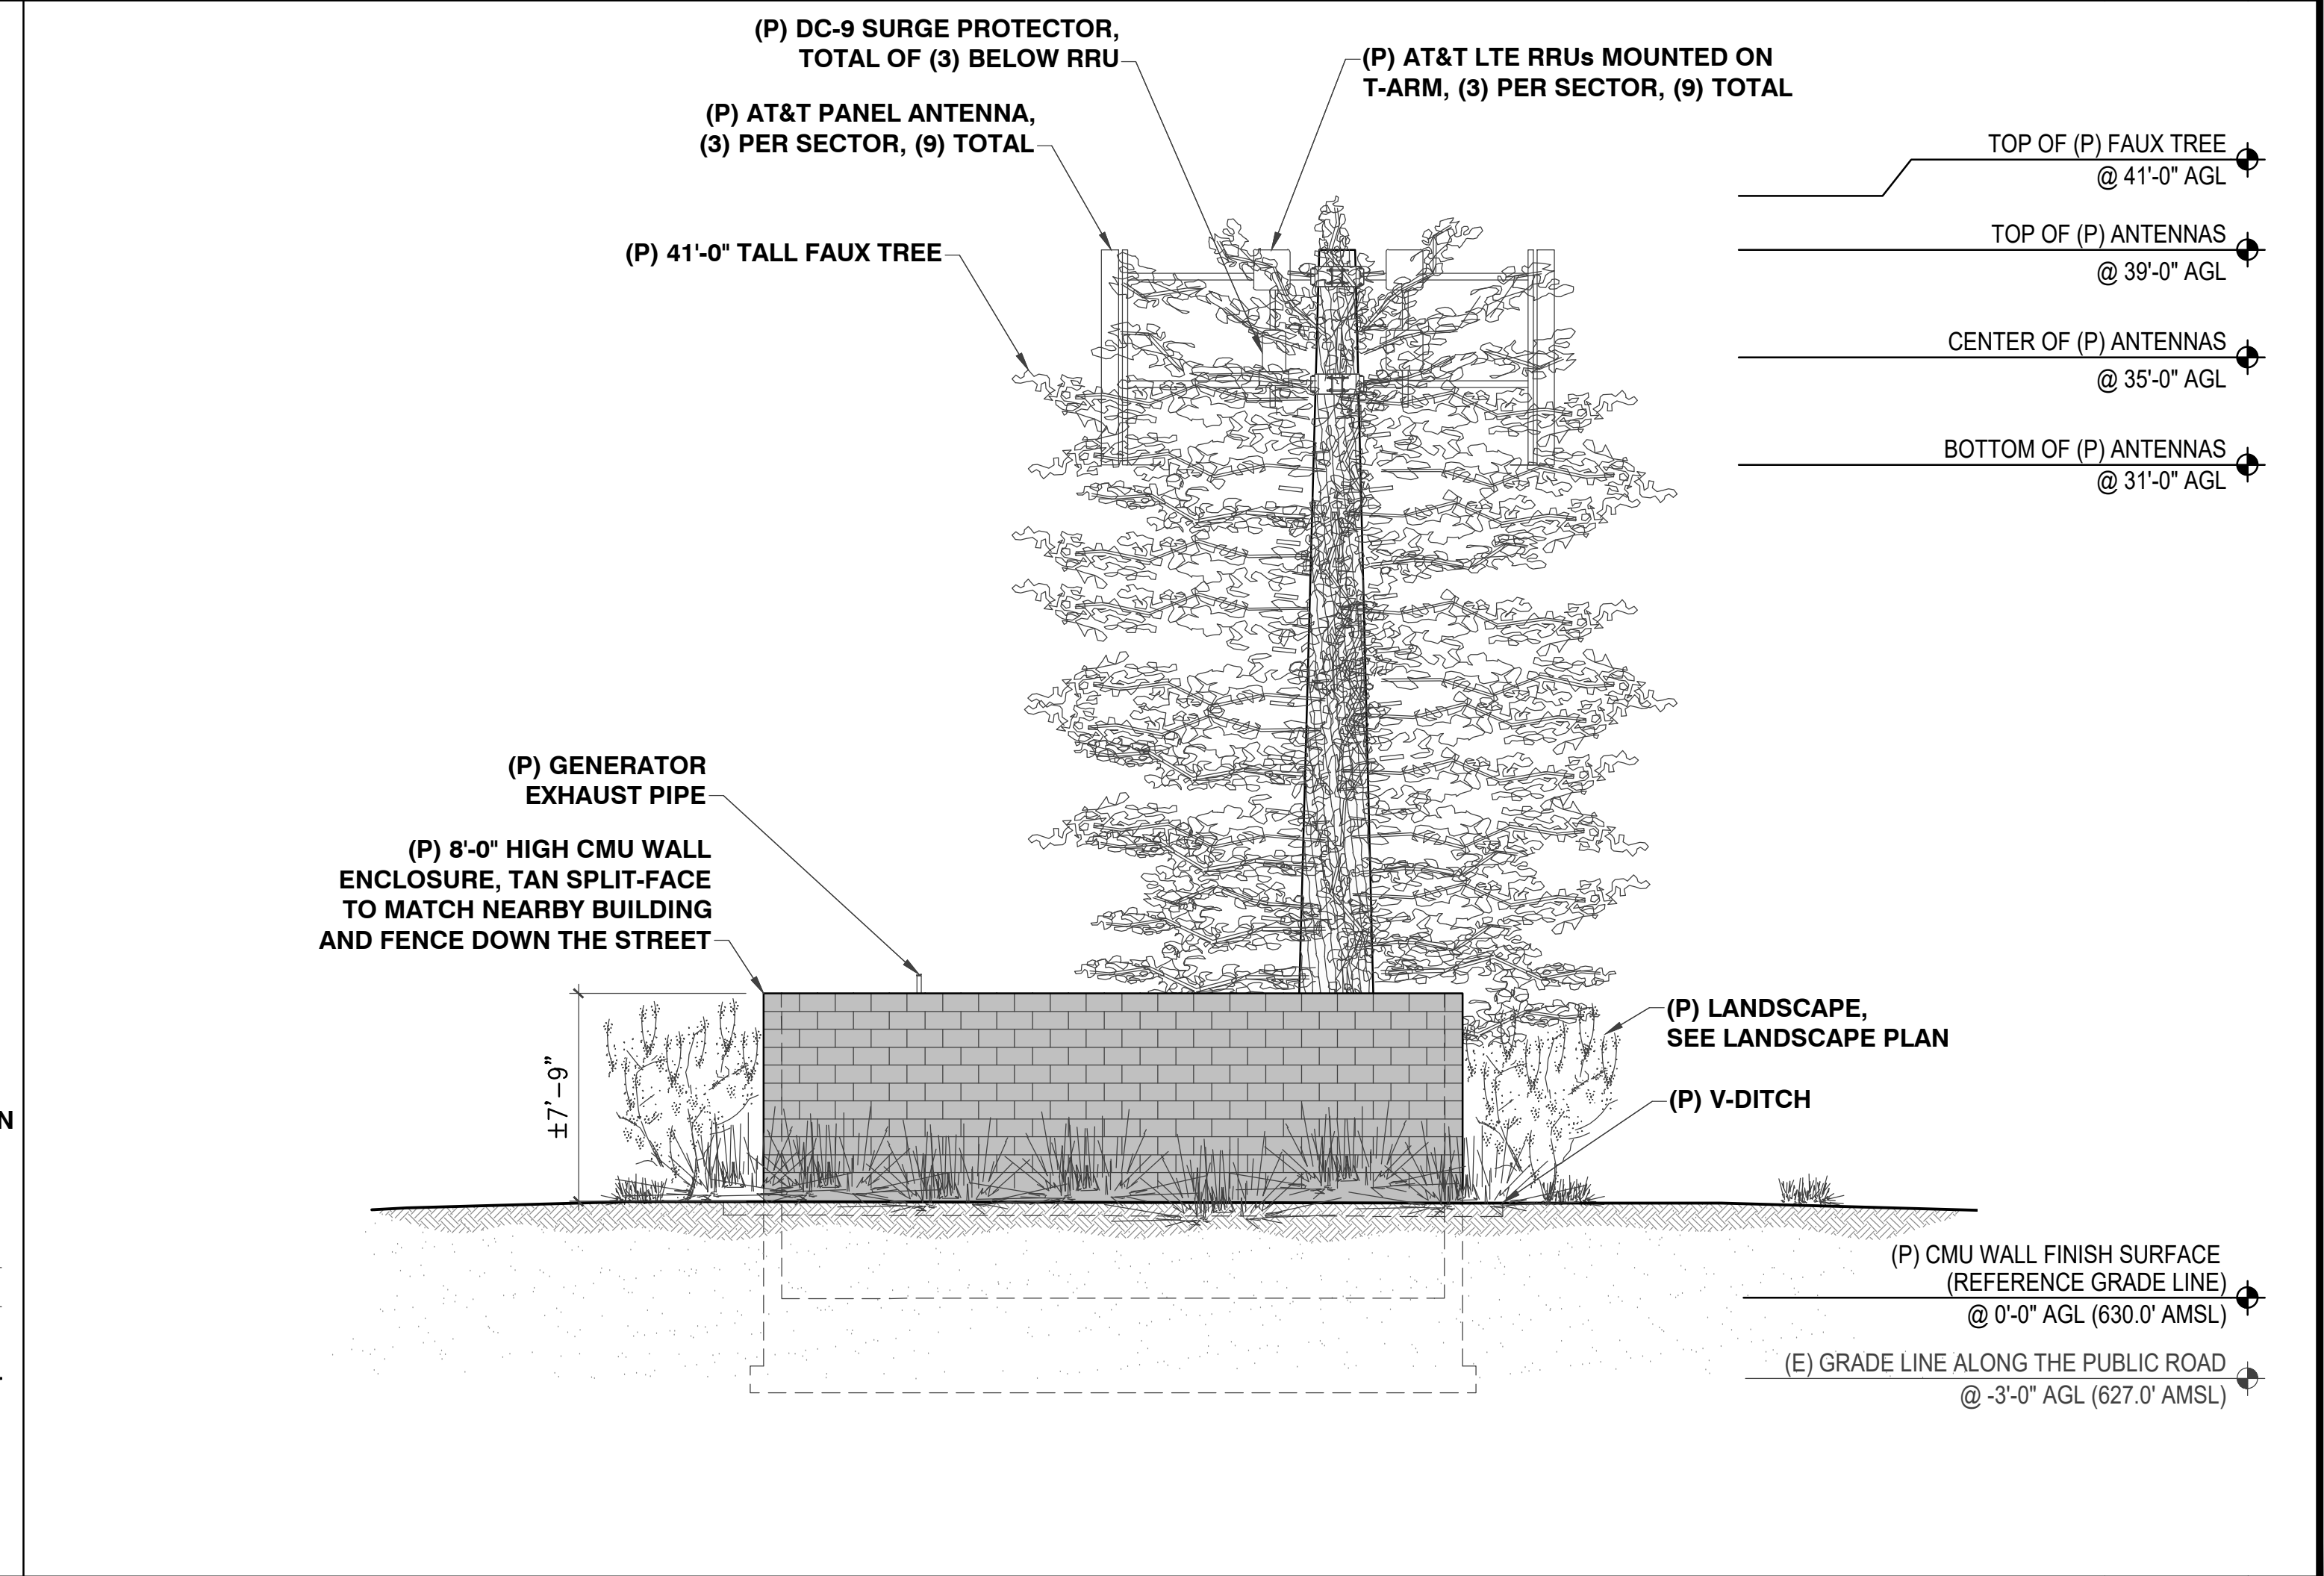 (P) DC-9 SURGE PROTECTOR,
TOTAL OF (3) BELOW RRU
(P) AT&T LTE RRUs MOUNTED ON
T-ARM, (3) PER SECTOR, (9) TOTAL
(P) AT&T PANEL ANTENNA,
(3) PER SECTOR, (9) TOTAL
(P) 41'-0" TALL FAUX TREE
TOP OF (P) FAUX TREE
@ 41'-0" AGL
TOP OF (P) ANTENNAS
@ 39'-0" AGL
CENTER OF (P) ANTENNAS
@ 35'-0" AGL
BOTTOM OF (P) ANTENNAS
@ 31'-0" AGL
(P) GENERATOR
EXHAUST PIPE
(P) 8'-0" HIGH CMU WALL
ENCLOSURE, TAN SPLIT-FACE
TO MATCH NEARBY BUILDING
AND FENCE DOWN THE STREET
±7'-9"
(P) LANDSCAPE,
SEE LANDSCAPE PLAN
(P) V-DITCH
N
(P) CMU WALL FINISH SURFACE
(REFERENCE GRADE LINE)
@ 0'-0" AGL (630.0' AMSL)
(E) GRADE LINE ALONG THE PUBLIC ROAD
@ -3'-0" AGL (627.0' AMSL)